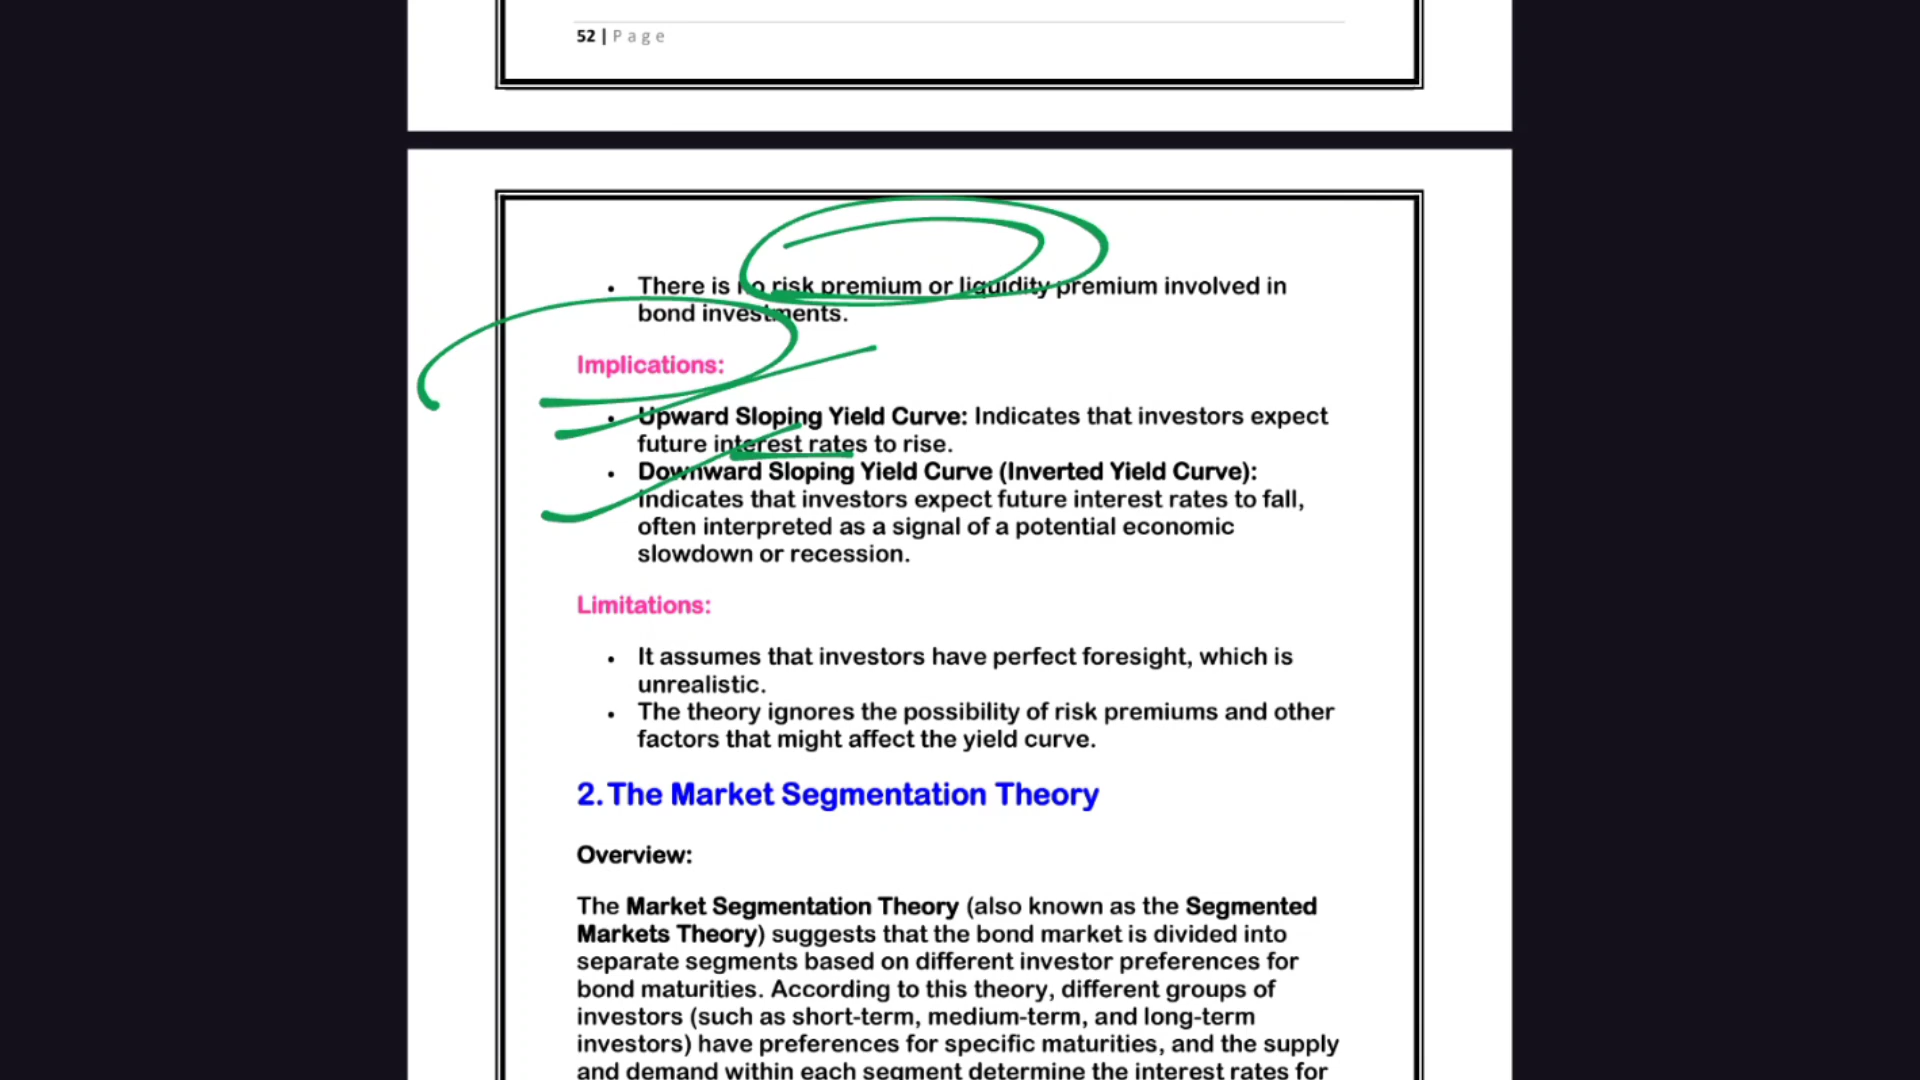 52 | Page
• There is no risk premium or liquidity premium involved in
bond investments.
Implications:
• Upward Sloping Yield Curve: Indicates that investors expect
future interest rates to rise.
• Downward Sloping Yield Curve (Inverted Yield Curve):
Indicates that investors expect future interest rates to fall,
often interpreted as a signal of a potential economic
slowdown or recession.
Limitations:
• It assumes that investors have perfect foresight, which is
unrealistic.
• The theory ignores the possibility of risk premiums and other
factors that might affect the yield curve.
2. The Market Segmentation Theory
Overview:
The Market Segmentation Theory (also known as the Segmented
Markets Theory) suggests that the bond market is divided into
separate segments based on different investor preferences for
bond maturities. According to this theory, different groups of
investors (such as short-term, medium-term, and long-term
investors) have preferences for specific maturities, and the supply
and demand within each segment determine the interest rates for